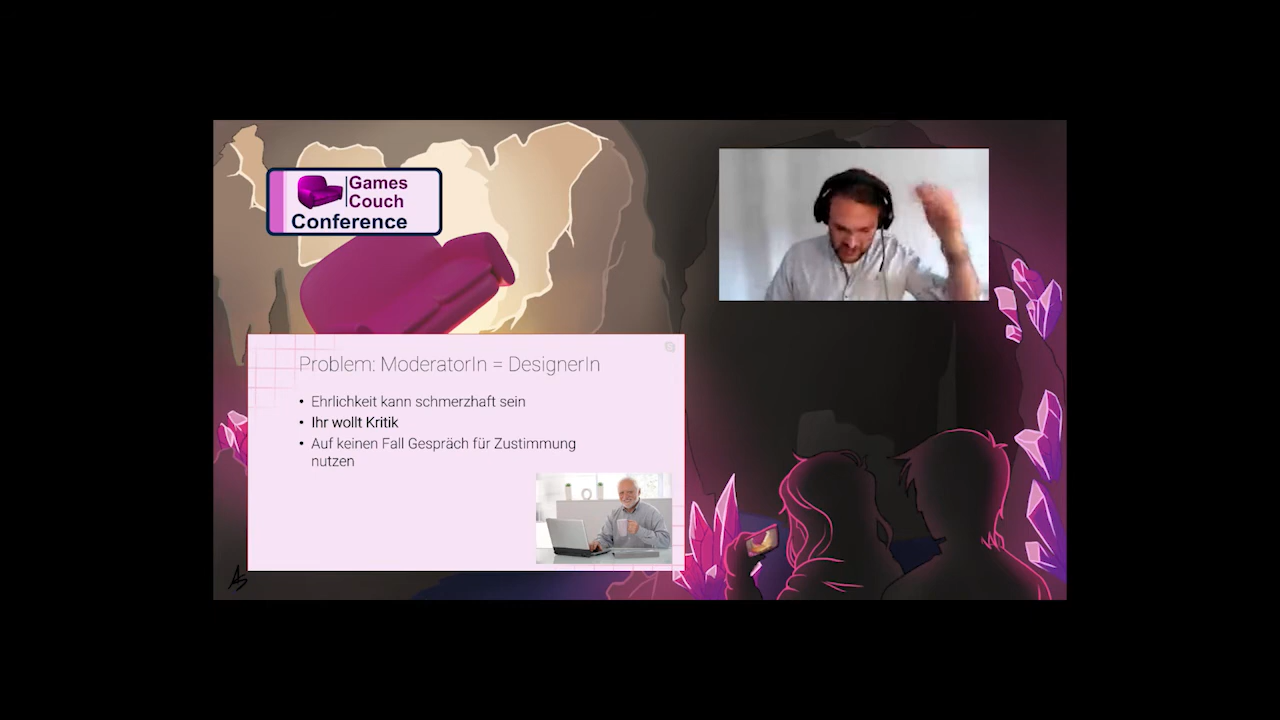 Games
Couch
Conference
Problem: ModeratorIn = DesignerIn
• Ehrlichkeit kann schmerzhaft sein
• Ihr wollt Kritik
• Auf keinen Fall Gespräch für Zustimmung
nutzen